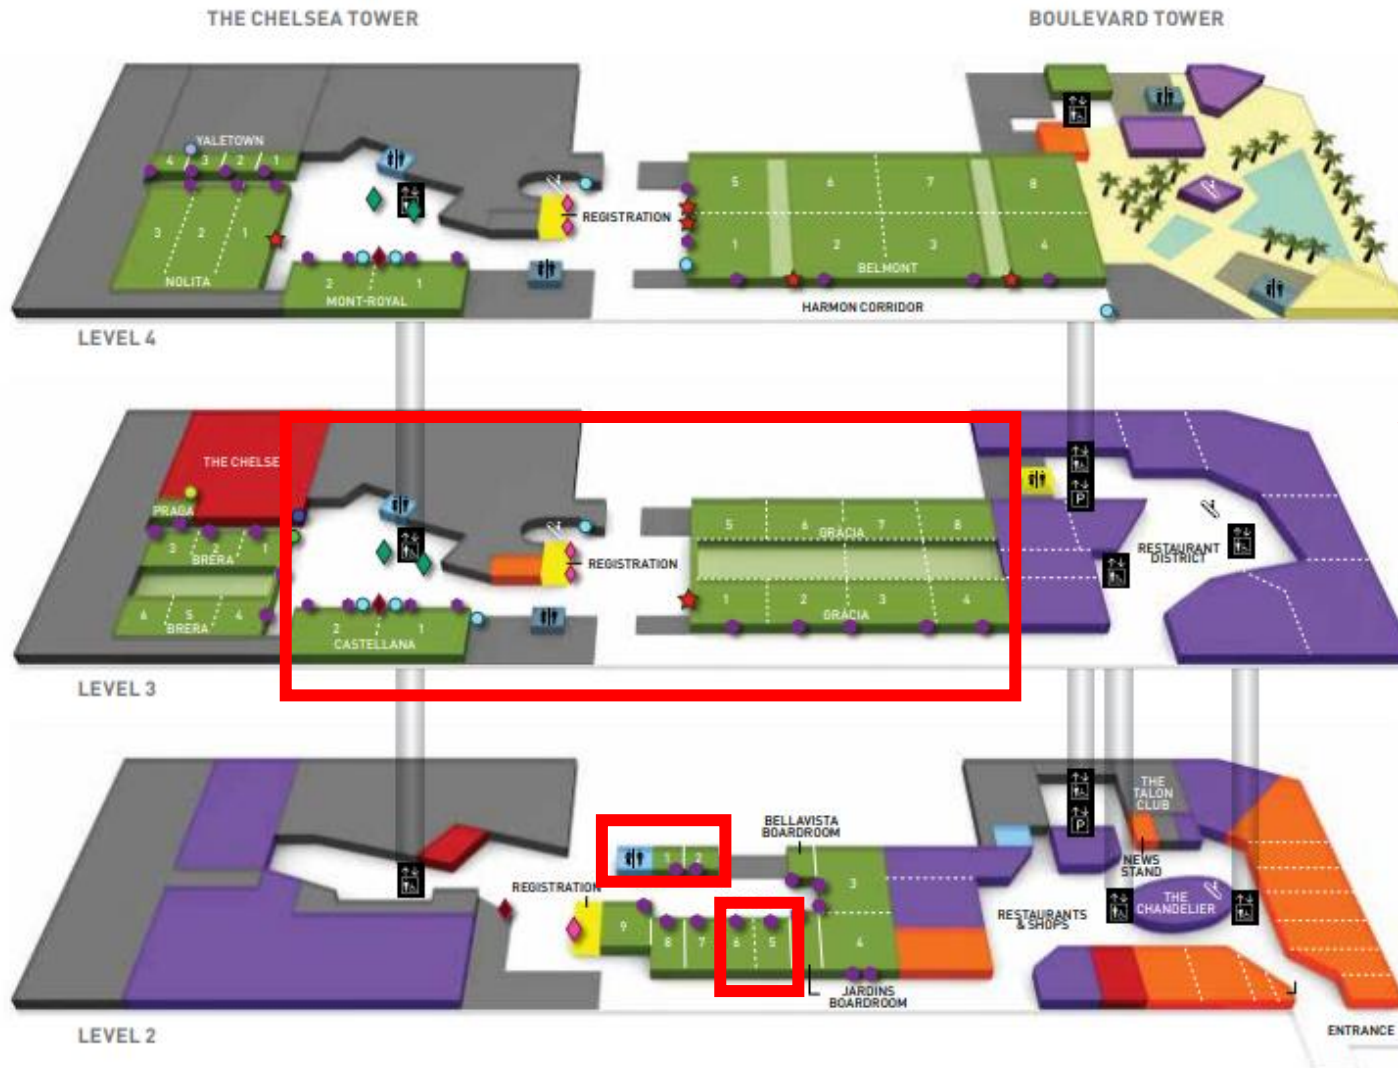 THE CHELSEA TOWER
BOULEVARD TOWER
YALETOWN
4 3 2 1
3 2 1
NOLITA
2 1
MONT-ROYAL
REGISTRATION
5 6 7 8
1 2 3 4
BELMONT
HARMON CORRIDOR
LEVEL 4
THE CHELSE
PRAGA
3 2 1
BRERA
6 5 4
BRERA
2 1
CASTELLANA
REGISTRATION
5 6 7 8
GRÀCIA
1 2 3 4
GRÀCIA
P
RESTAURANT
DISTRICT
LEVEL 3
BELLAVISTA
BOARDROOM
1 2
REGISTRATION
9 8 7 6 5
3
4
JARDINS
BOARDROOM
P
THE
TALON
CLUB
NEWS
STAND
THE
CHANDELIER
RESTAURANTS
& SHOPS
ENTRANCE
LEVEL 2